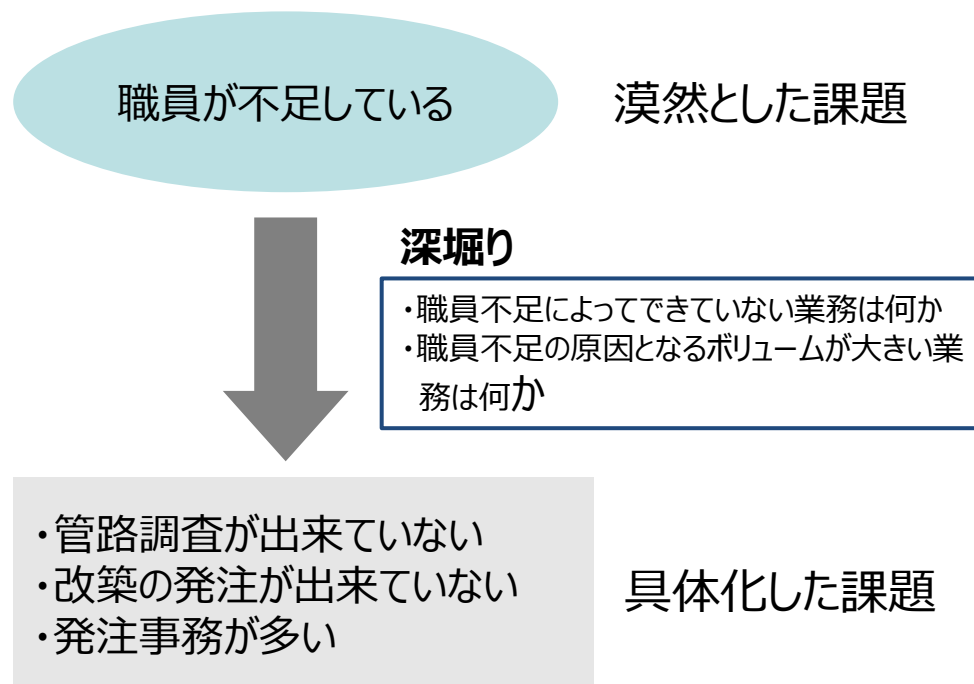 職員が不足している
漠然とした課題
深堀り
・職員不足によってできていない業務は何か
・職員不足の原因となるボリュームが大きい業
務は何か
・管路調査が出来ていない
・改築の発注が出来ていない
・発注事務が多い
具体化した課題